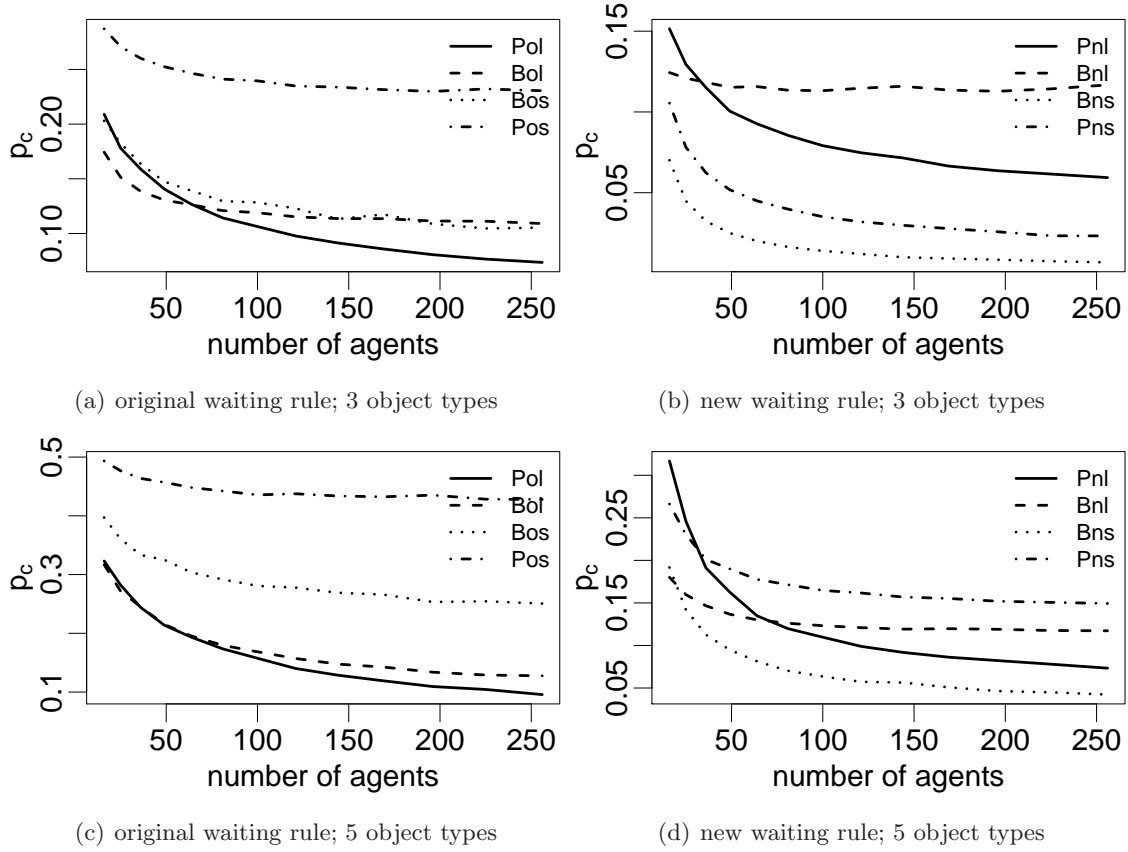 Pol
Bol
Bos
Pos
0.20
0.10
p_c
50 100 150 200 250
number of agents
(a) original waiting rule; 3 object types
Pnl
Bnl
Bns
Pns
0.15
0.05
p_c
50 100 150 200 250
number of agents
(b) new waiting rule; 3 object types
Pol
Bol
Bos
Pos
0.5
0.3
0.1
p_c
50 100 150 200 250
number of agents
(c) original waiting rule; 5 object types
Pnl
Bnl
Bns
Pns
0.25
0.15
0.05
p_c
50 100 150 200 250
number of agents
(d) new waiting rule; 5 object types